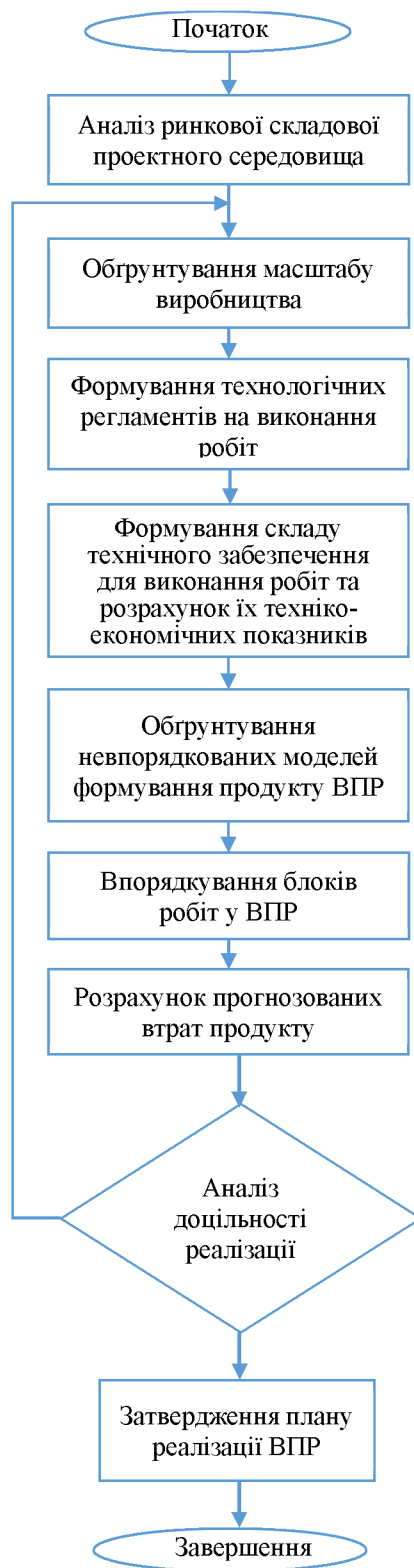 Початок
Аналіз ринкової складової
проектного середовища
Обґрунтування масштабу
виробництва
Формування технологічних
регламентів на виконання
робіт
Формування складу
технічного забезпечення
для виконання робіт та
розрахунок їх техніко-
економічних показників
Обґрунтування
невпорядкованих моделей
формування продукту ВПР
Впорядкування блоків
робіт у ВПР
Розрахунок прогнозованих
втрат продукту
Аналіз
доцільності
реалізації
Затвердження плану
реалізації ВПР
Завершення